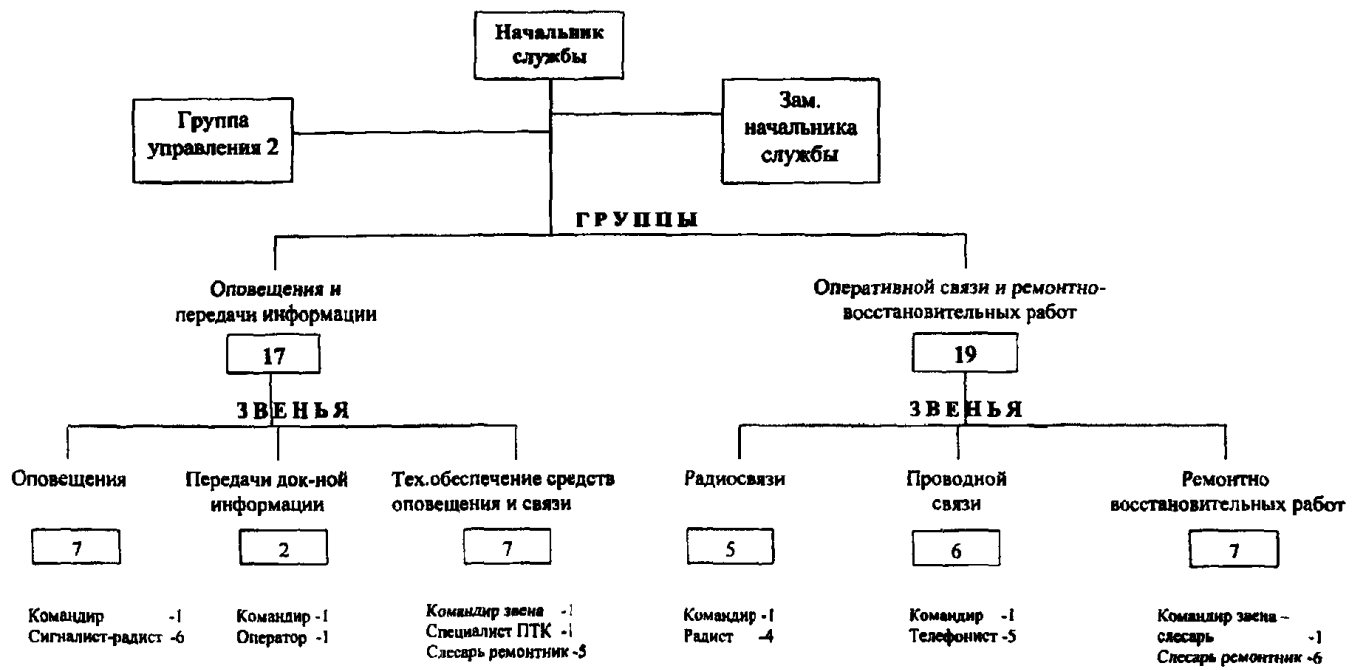 Начальник
службы
Группа
управления 2
Зам.
начальника
службы
ГРУППЫ
Оповещения и
передачи информации
17
Оперативной связи и ремонтно-
восстановительных работ
19
ЗВЕНЬЯ
ЗВЕНЬЯ
Оповещения
7
Передачи док-ной
информации
2
Тех.обеспечение средств
оповещения и связи
7
Радиосвязи
5
Проводной
связи
6
Ремонтно
восстановительных работ
7
Командир -1
Сигналист-радист -6
Командир -1
Оператор -1
Командир звена -1
Специалист ПТК -1
Слесарь ремонтник -5
Командир -1
Радист -4
Командир -1
Телефонист -5
Командир звена –
слесарь -1
Слесарь ремонтник -6